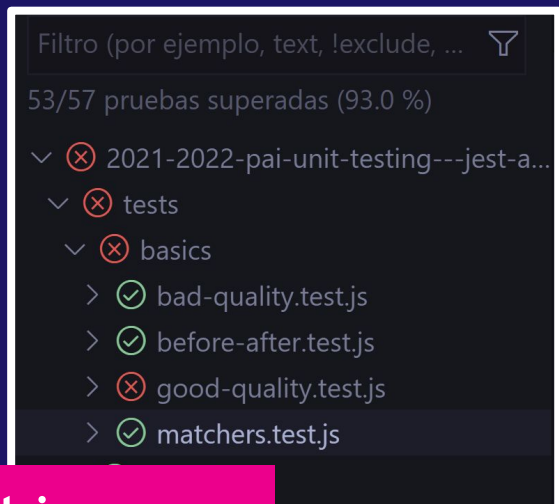 Filtro (por ejemplo, text, !exclude, ...
53/57 pruebas superadas (93.0 %)
2021-2022-pai-unit-testing---jest-a...
tests
basics
bad-quality.test.js
before-after.test.js
good-quality.test.js
matchers.test.js